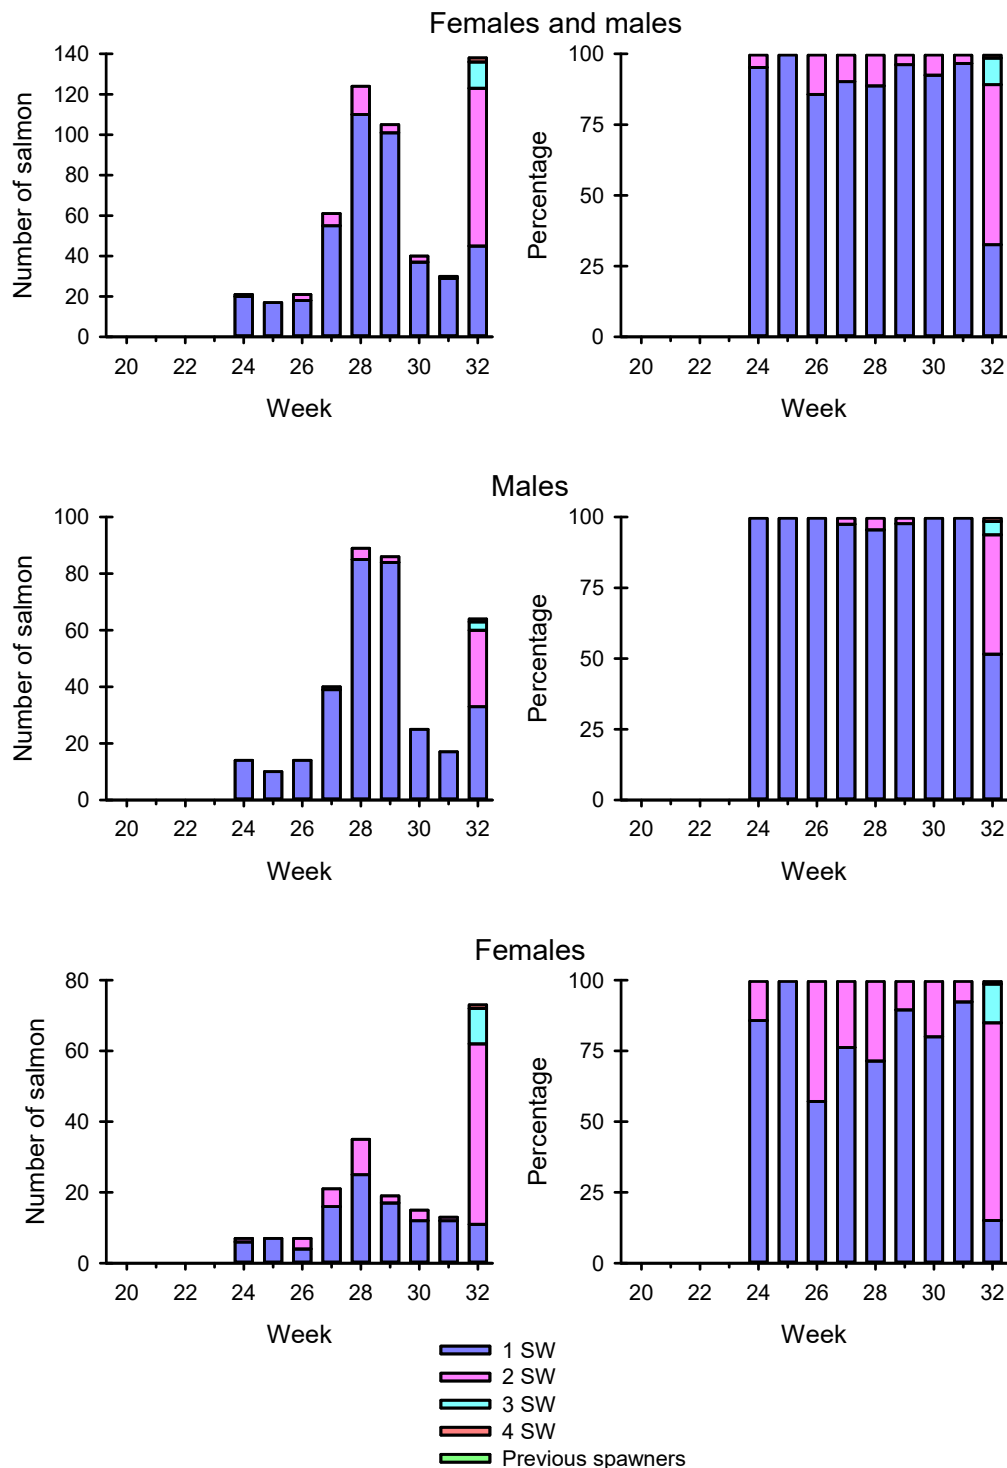 Females and males
Number of salmon
140
120
100
80
60
40
20
0
20 22 24 26 28 30 32
Week
Percentage
100
75
50
25
0
20 22 24 26 28 30 32
Week
Males
Number of salmon
100
80
60
40
20
0
20 22 24 26 28 30 32
Week
Percentage
100
75
50
25
0
20 22 24 26 28 30 32
Week
Females
Number of salmon
80
60
40
20
0
20 22 24 26 28 30 32
Week
Percentage
100
75
50
25
0
20 22 24 26 28 30 32
Week
1 SW
2 SW
3 SW
4 SW
Previous spawners